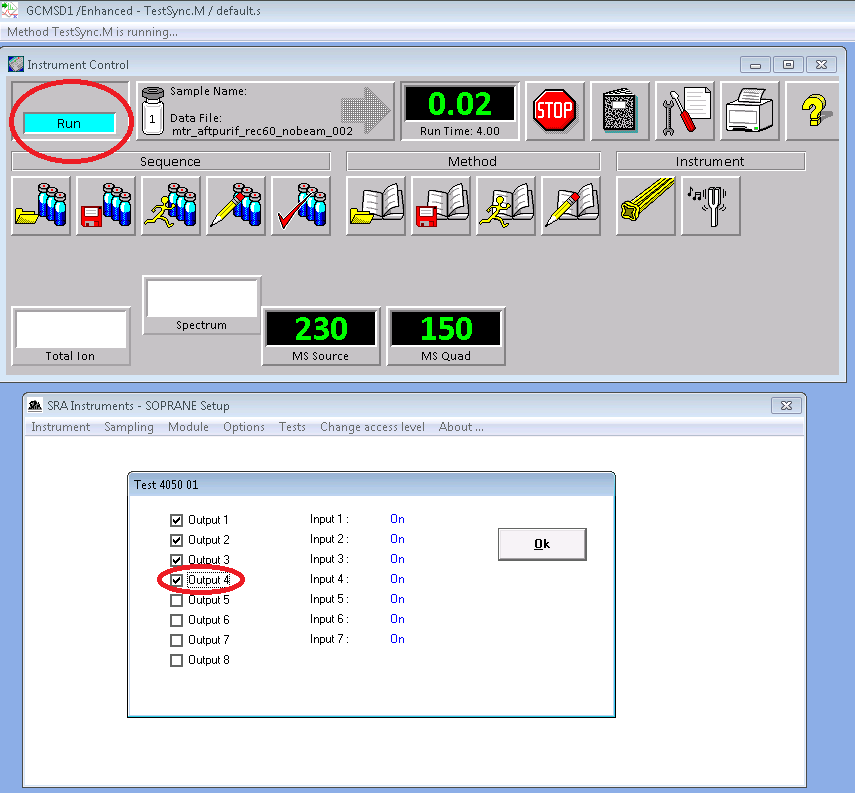 GCMSD1 /Enhanced - TestSync.M / default.s
Method TestSync.M is running...
Instrument Control
Run
1
Sample Name:
Data File:
mtr_aftpurif_rec60_nobeam_002
0.02
Run Time: 4.00
STOP
Sequence
Method
Instrument
Total Ion
Spectrum
230
MS Source
150
MS Quad
SRA
SRA Instruments - SOPRANE Setup
Instrument Sampling Module Options Tests Change access level About ...
Test 4050 01
Output 1 Input 1 : On
Output 2 Input 2 : On
Output 3 Input 3 : On
Output 4 Input 4 : On
Output 5 Input 5 : On
Output 6 Input 6 : On
Output 7 Input 7 : On
Output 8
Ok